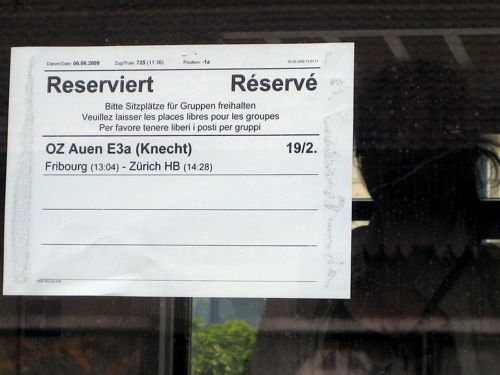 Datum/Date 06.06.2009 Zug/Train 725 (11:36) Position -1a
Reserviert Réservé
Bitte Sitzplätze für Gruppen freihalten
Veuillez laisser les places libres pour les groupes
Per favore tenere liberi i posti per gruppi
OZ Auen E3a (Knecht) 19/2.
Fribourg (13:04) - Zürich HB (14:28)